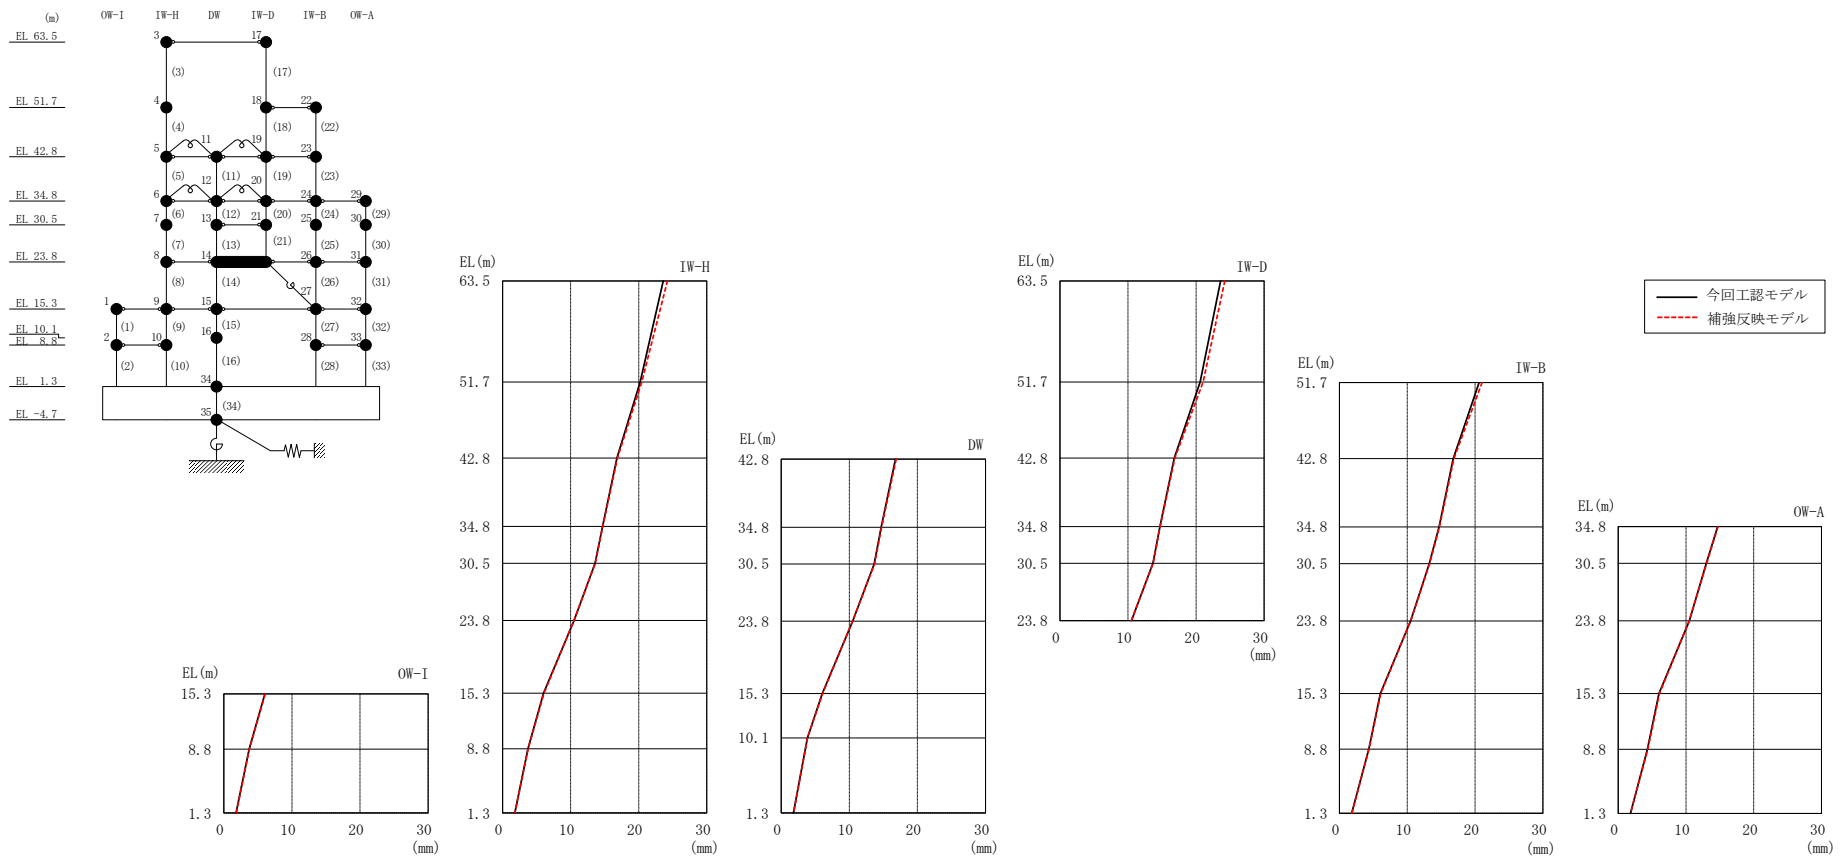 (m) OW-I IW-H DW IW-D IW-B OW-A
EL 63.5 3 17
(3) (17)
EL 51.7 4 18 22
(4) 11 19 (18) (22)
EL 42.8 5 23
(5) 12 (11) 20 (19) (23)
EL 34.8 6 24 29
(6) (12) (20) (24) (29)
EL 30.5 7 13 21 25 30
(7) (13) (21) (25) (30)
EL 23.8 8 14 26 31
(8) (14) (26) (31)
27
EL 15.3 1 9 15 32
(1) (9) (15) (27) (32)
EL 10.1 16
EL 8.8 2 10 28 33
(2) (10) (16) (28) (33)
EL 1.3 34
(34)
EL -4.7 35
EL(m) OW-I
15.3
8.8
1.3
0 10 20 30
(mm)
EL(m) IW-H
63.5
51.7
42.8
34.8
30.5
23.8
15.3
8.8
1.3
0 10 20 30
(mm)
EL(m) DW
42.8
34.8
30.5
23.8
15.3
10.1
1.3
0 10 20 30
(mm)
EL(m) IW-D
63.5
51.7
42.8
34.8
30.5
23.8
0 10 20 30
(mm)
EL(m) IW-B
51.7
42.8
34.8
30.5
23.8
15.3
8.8
1.3
0 10 20 30
(mm)
EL(m) OW-A
34.8
30.5
23.8
15.3
8.8
1.3
0 10 20 30
(mm)
今回工認モデル
補強反映モデル